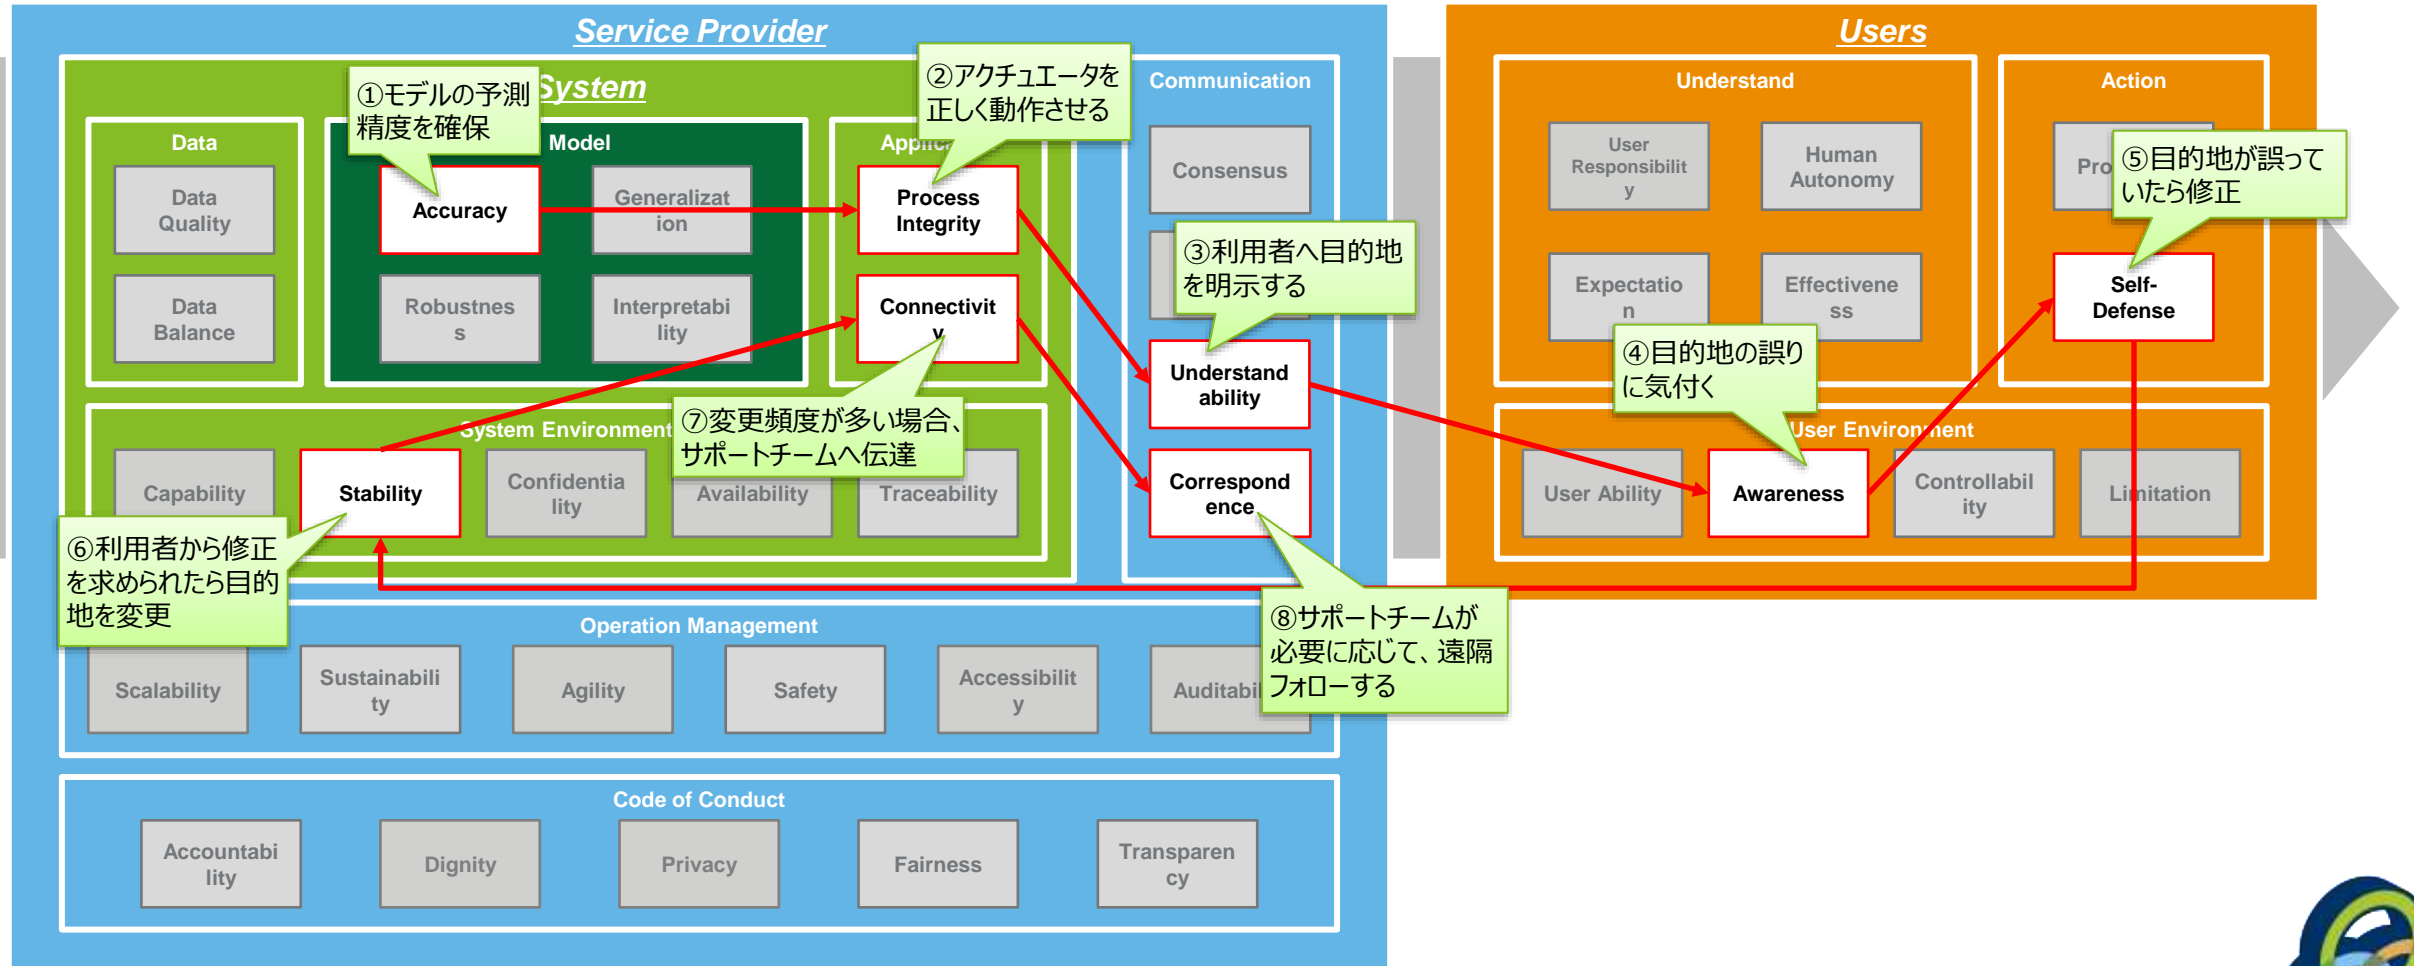 Service Provider
System
①モデルの予測
精度を確保
②アクチュエータを
正しく動作させる
Data
Data
Quality
Data
Balance
Model
Accuracy
Generalizat
ion
Robustnes
s
Interpretabi
lity
Process
Integrity
Connectivit
y
Communication
Consensus
③利用者へ目的地
を明示する
Understand
ability
Correspond
ence
System Environment
⑦変更頻度が多い場合、
サポートチームへ伝達
Capability
Stability
Confidentia
lity
Availability
Traceability
⑥利用者から修正
を求められたら目的
地を変更
⑧サポートチームが
必要に応じて、遠隔
フォローする
Operation Management
Scalability
Sustainabili
ty
Agility
Safety
Accessibilit
y
Code of Conduct
Accountabi
lity
Dignity
Privacy
Fairness
Transparen
cy
Users
Understand
User
Responsibilit
y
Human
Autonomy
Expectatio
n
Effectivene
ss
④目的地の誤り
に気付く
Action
⑤目的地が誤って
いたら修正
Self-
Defense
User Environment
User Ability
Awareness
Controllabil
ity
Limitation